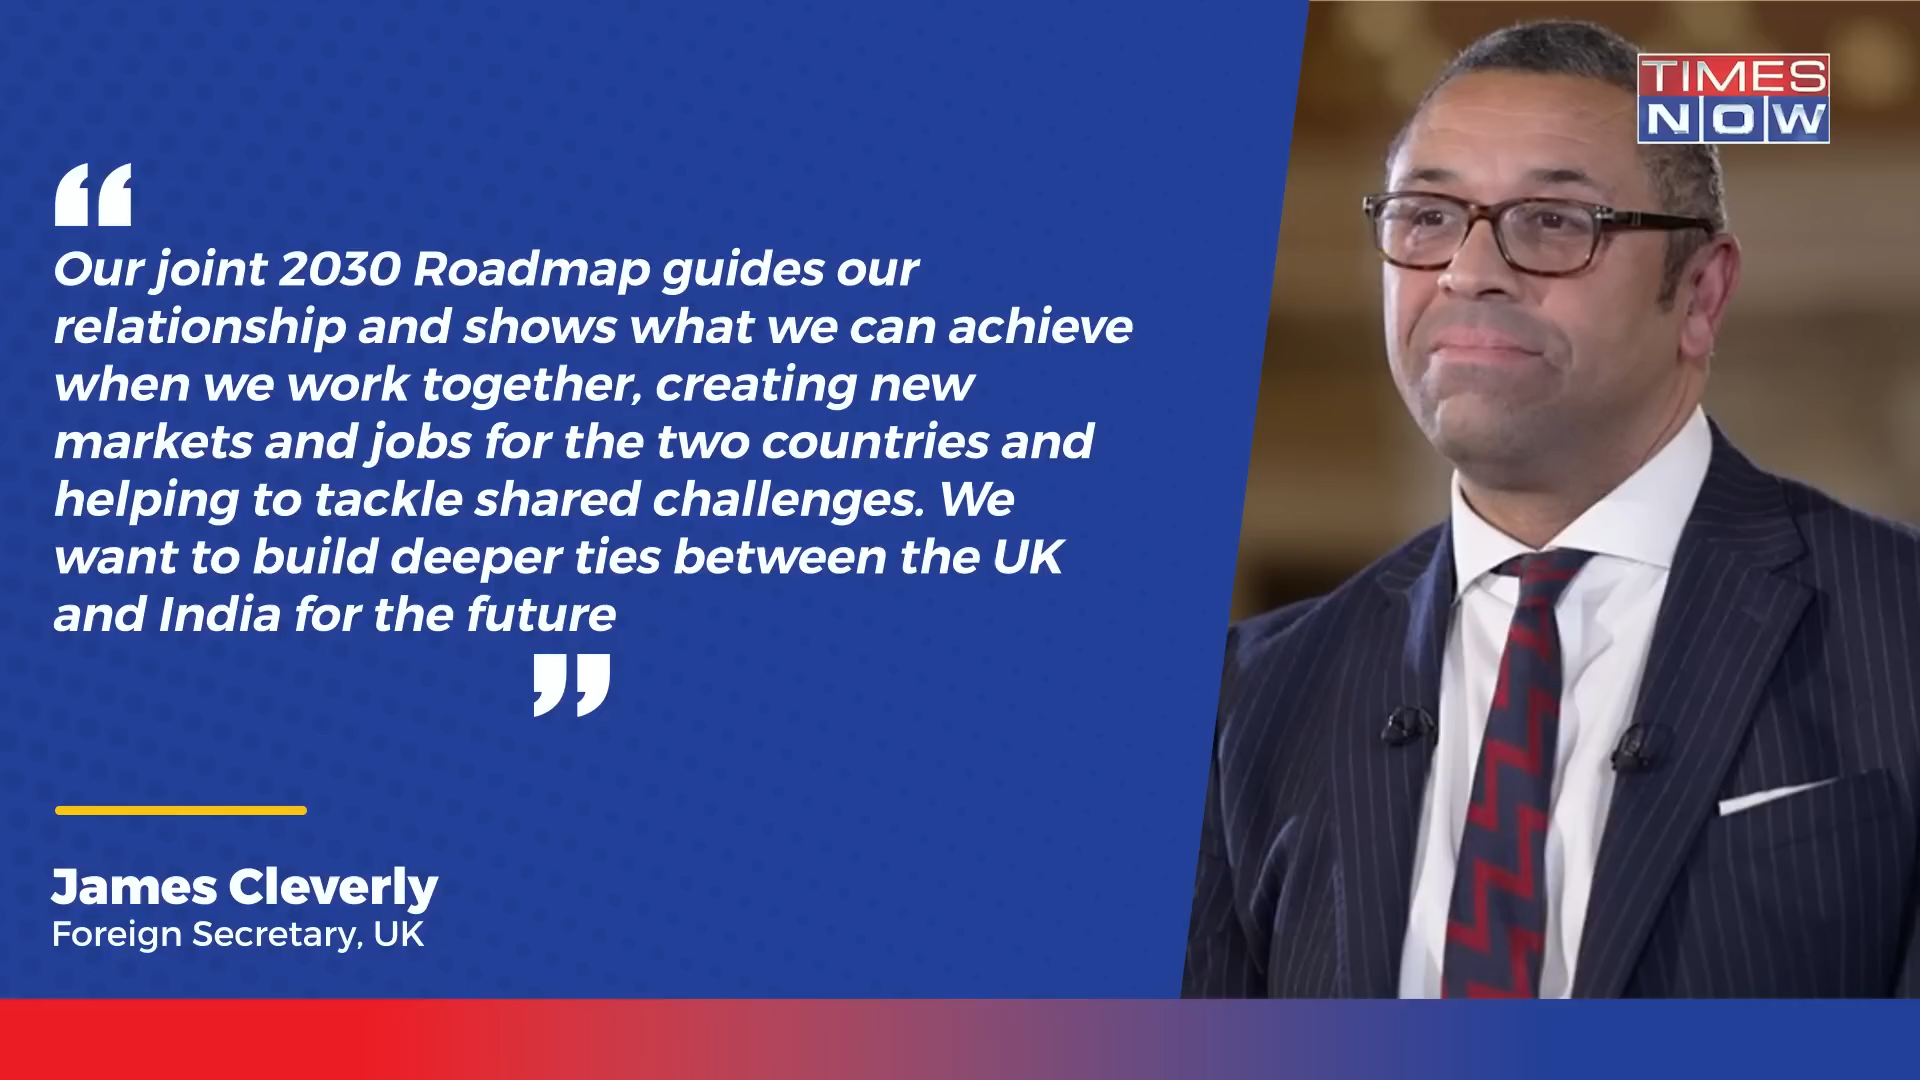 TIMES
NOW
“
Our joint 2030 Roadmap guides our
relationship and shows what we can achieve
when we work together, creating new
markets and jobs for the two countries and
helping to tackle shared challenges. We
want to build deeper ties between the UK
and India for the future
”
James Cleverly
Foreign Secretary, UK